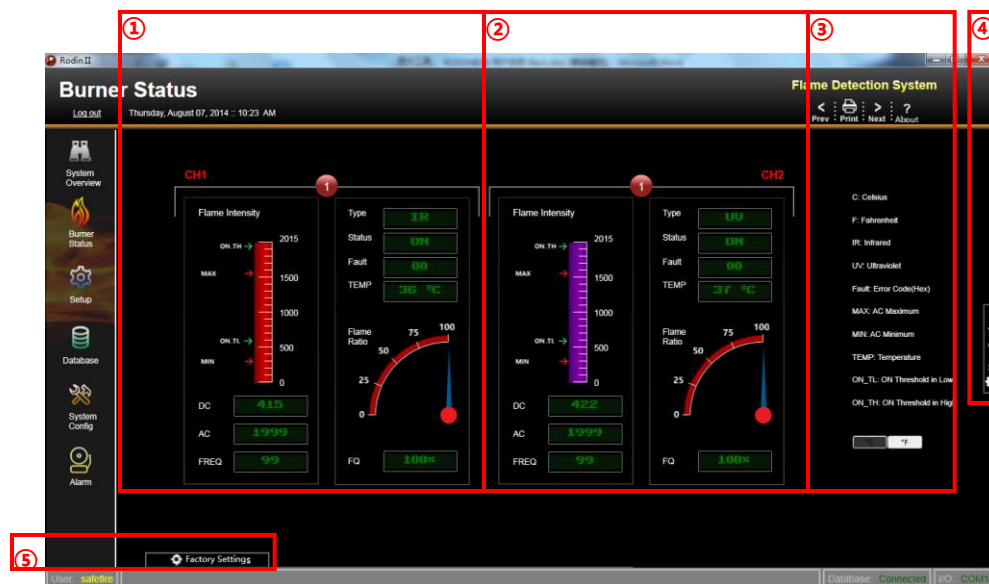 ① ② ③ ④
Rodin II
Burner Status
Flame Detection System
Log out
Thursday, August 07, 2014 :: 10:23 AM
< Prev Print > Next ? About
System Overview
Burner Status
Setup
Database
System Config
Alarm
CH1
1
Flame Intensity
ON.TH
MAX
ON.TL
MIN
2015
1500
1000
500
0
DC 415
AC 1999
FREQ 99
Type IR
Status ON
Fault 00
TEMP 36 °C
Flame Ratio
0 25 50 75 100
FQ 100%
CH2
1
Flame Intensity
ON.TH
MAX
ON.TL
MIN
2015
1500
1000
500
0
DC 422
AC 1999
FREQ 99
Type UV
Status ON
Fault 00
TEMP 37 °C
Flame Ratio
0 25 50 75 100
FQ 100%
C: Celsius
F: Fahrenheit
IR: Infrared
UV: Ultraviolet
Fault: Error Code(Hex)
MAX: AC Maximum
MIN: AC Minimum
TEMP: Temperature
ON_TL: ON Threshold in Low
ON_TH: ON Threshold in High
°F
⑤
Factory Settings
User: safefire
Database: Connected
I/O: COM1